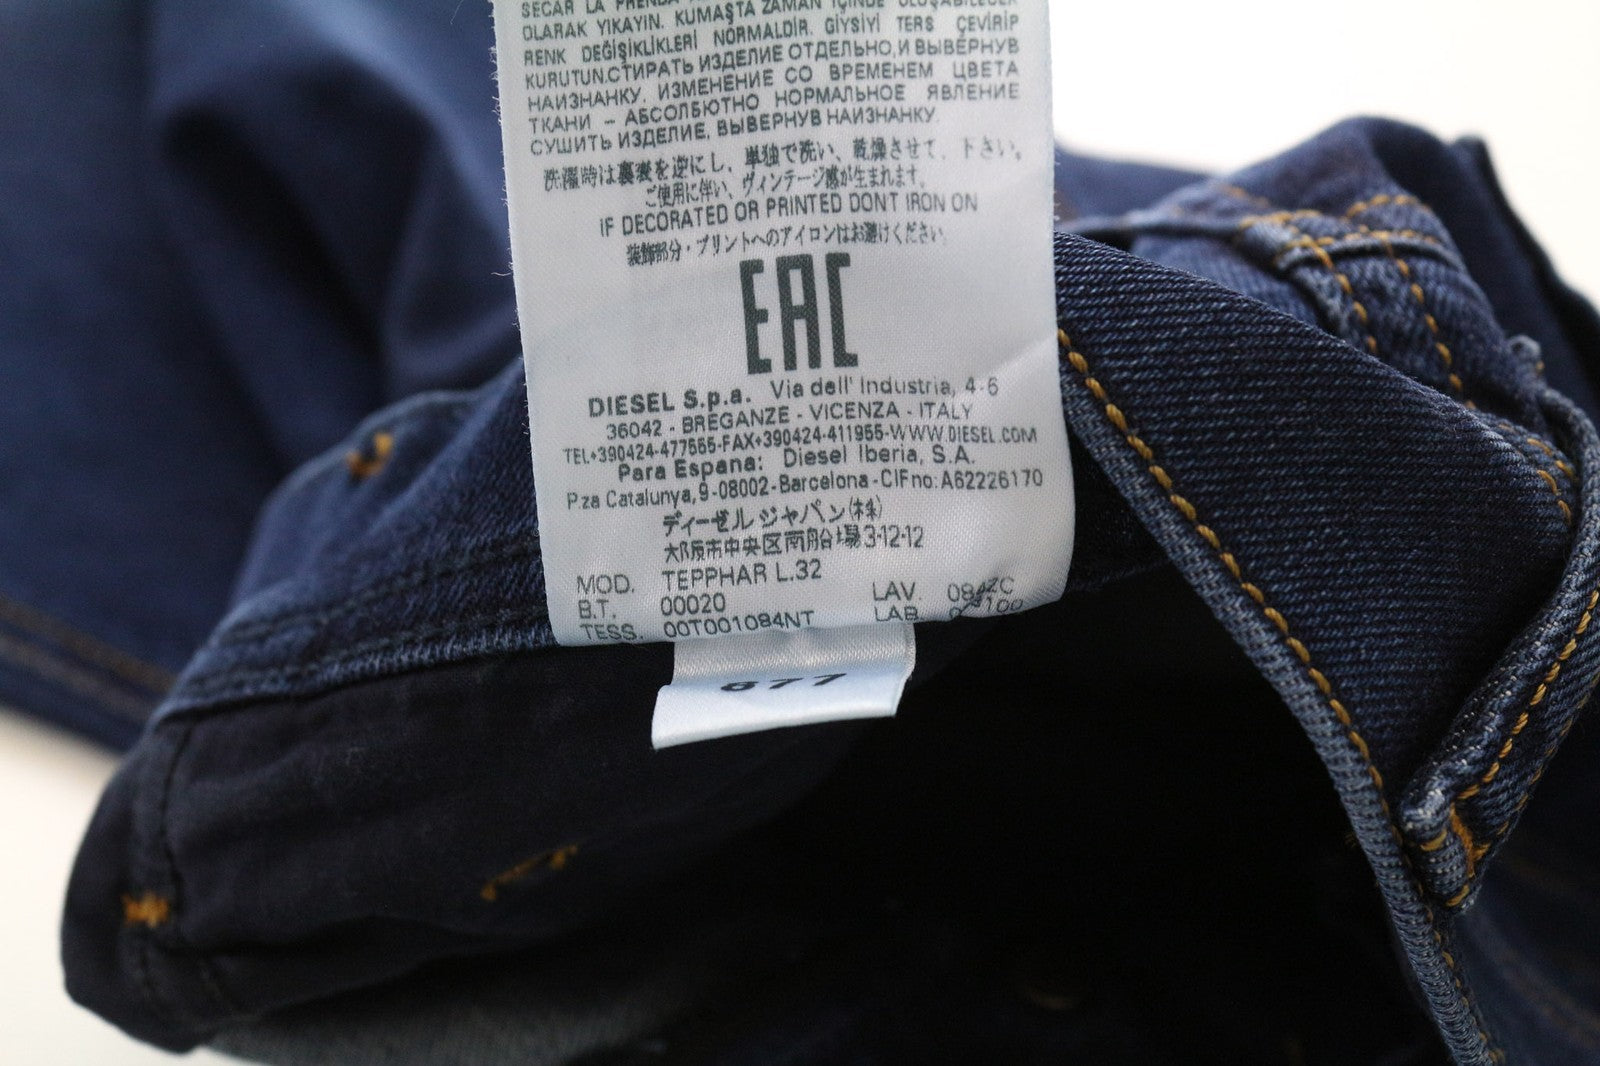 SECAR LA PRENDA
OLARAK YIKAYIN. KUMAŞTA ZAMAN İÇİNDE OLUŞABİLECEK
RENK DEĞİŞİKLİKLERİ NORMALDİR. GİYSİYİ TERS ÇEVİRİP
KURUTUN.СТИРАТЬ ИЗДЕЛИЕ ОТДЕЛЬНО, И ВЫВЕРНУВ
НАИЗНАНКУ. ИЗМЕНЕНИЕ СО ВРЕМЕНЕМ ЦВЕТА
ТКАНИ – АБСОЛБЮТНО НОРМАЛЬНОЕ ЯВЛЕНИЕ
СУШИТЬ ИЗДЕЛИЕ, ВЫВЕРНУВ НАИЗНАНКУ.
洗濯時は裏表を逆にし、単独で洗い、乾燥させて、下さい。
ご使用に伴い、ヴィンテージ感が生まれます。
IF DECORATED OR PRINTED DONT IRON ON
装飾部分・プリントへのアイロンはお避けください
EAC
DIESEL S.p.a. Via dell' Industria, 4-6
36042 - BREGANZE - VICENZA - ITALY
TEL+390424-477555-FAX+390424-411955-WWW.DIESEL.COM
Para Espana: Diesel Iberia, S.A.
P.za Catalunya, 9-08002-Barcelona-CIFno: A62226170
ディーゼルジャパン(株)
大阪市中央区南船場3-12-12
MOD. TEPPHAR L.32
B.T. 00020 LAV. 0842C
TESS. 00T001084NT LAB. 100
677